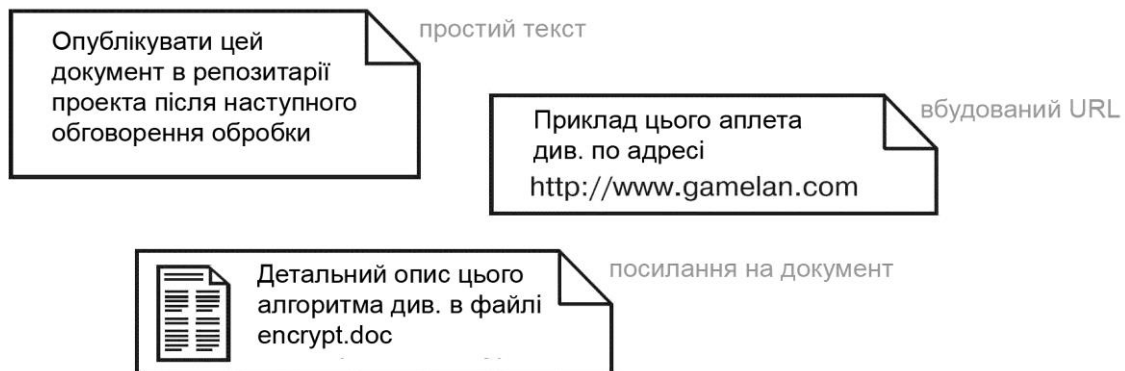 Опублікувати цей
документ в репозитарії
проекта після наступного
обговорення обробки
простий текст
Приклад цього аплета
див. по адресі
http://www.gamelan.com
вбудований URL
Детальний опис цього
алгоритма див. в файлі
encrypt.doc
посилання на документ